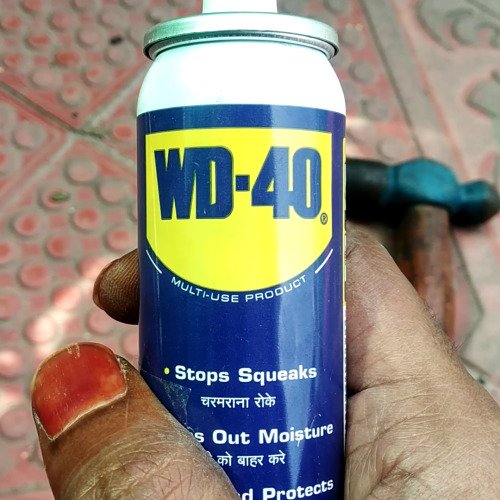 WD-40®
MULTI-USE PRODUCT
• Stops Squeaks
चरमराना रोके
Out Moisture
को बाहर करे
Protects